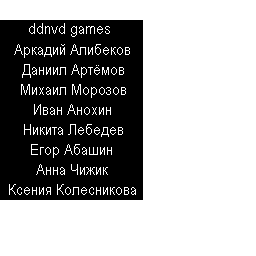 ddnvd games
Аркадий Алибеков
Даниил Артёмов
Михаил Морозов
Иван Анохин
Никита Лебедев
Егор Абашин
Анна Чижик
Ксения Колесникова